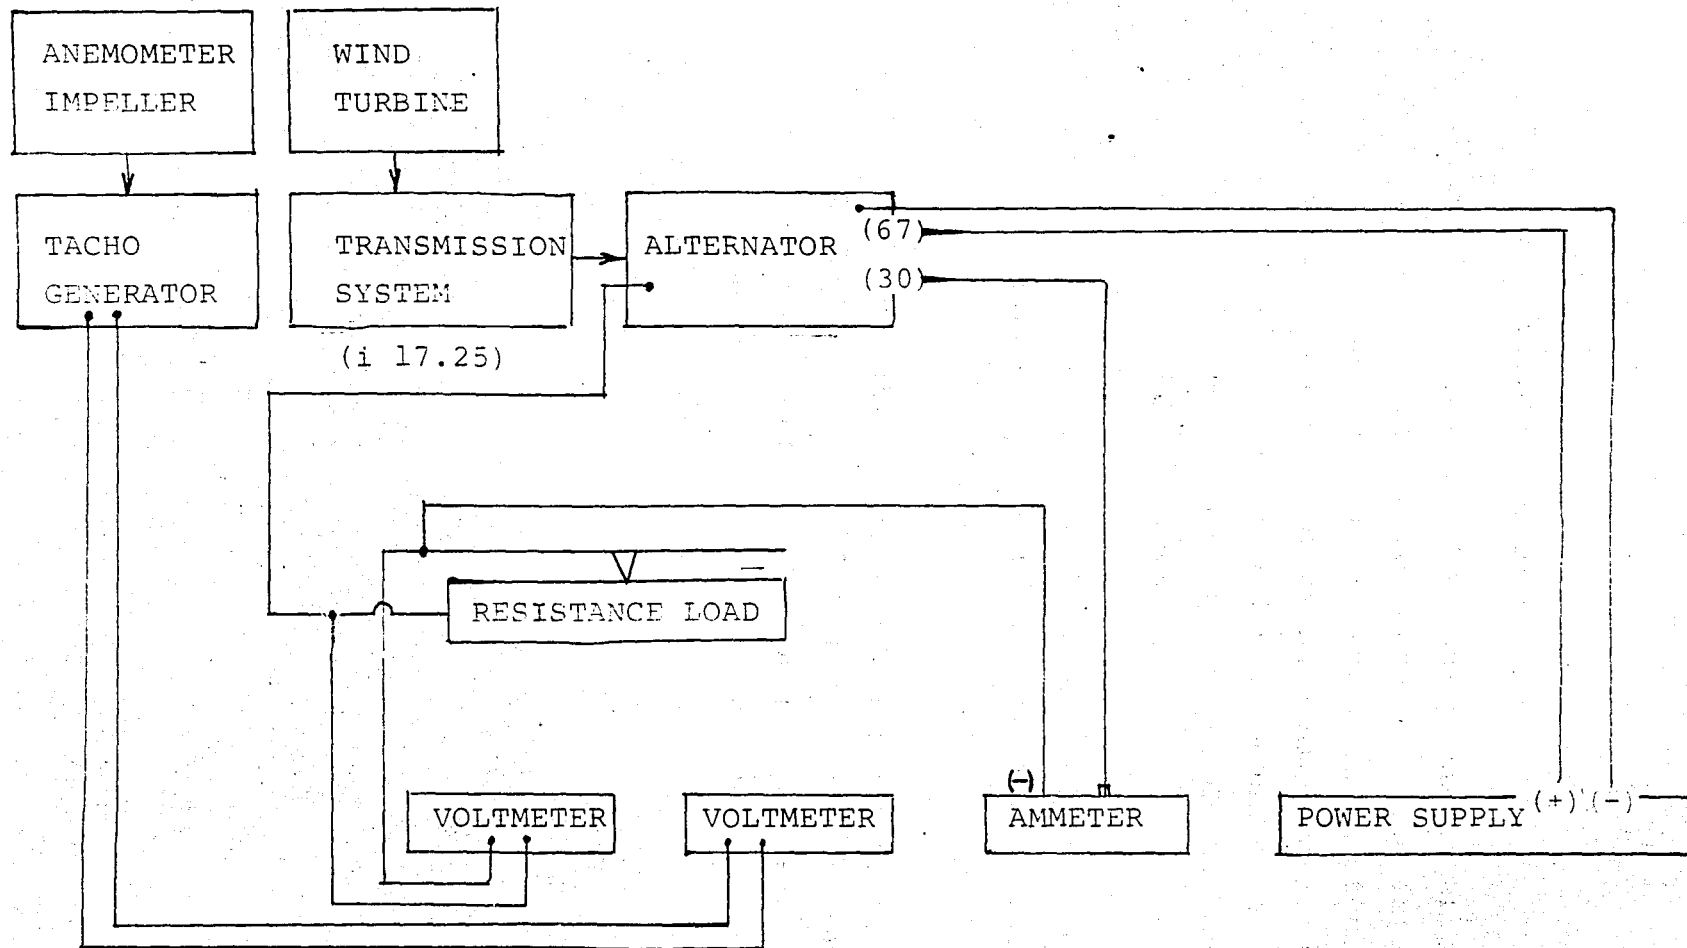 ANEMOMETER
IMPELLER
WIND
TURBINE
TACHO
GENERATOR
TRANSMISSION
SYSTEM
(i 17.25)
ALTERNATOR
(67)
(30)
RESISTANCE LOAD
VOLTMETER
VOLTMETER
(-)
AMMETER
POWER SUPPLY
(+) (-)